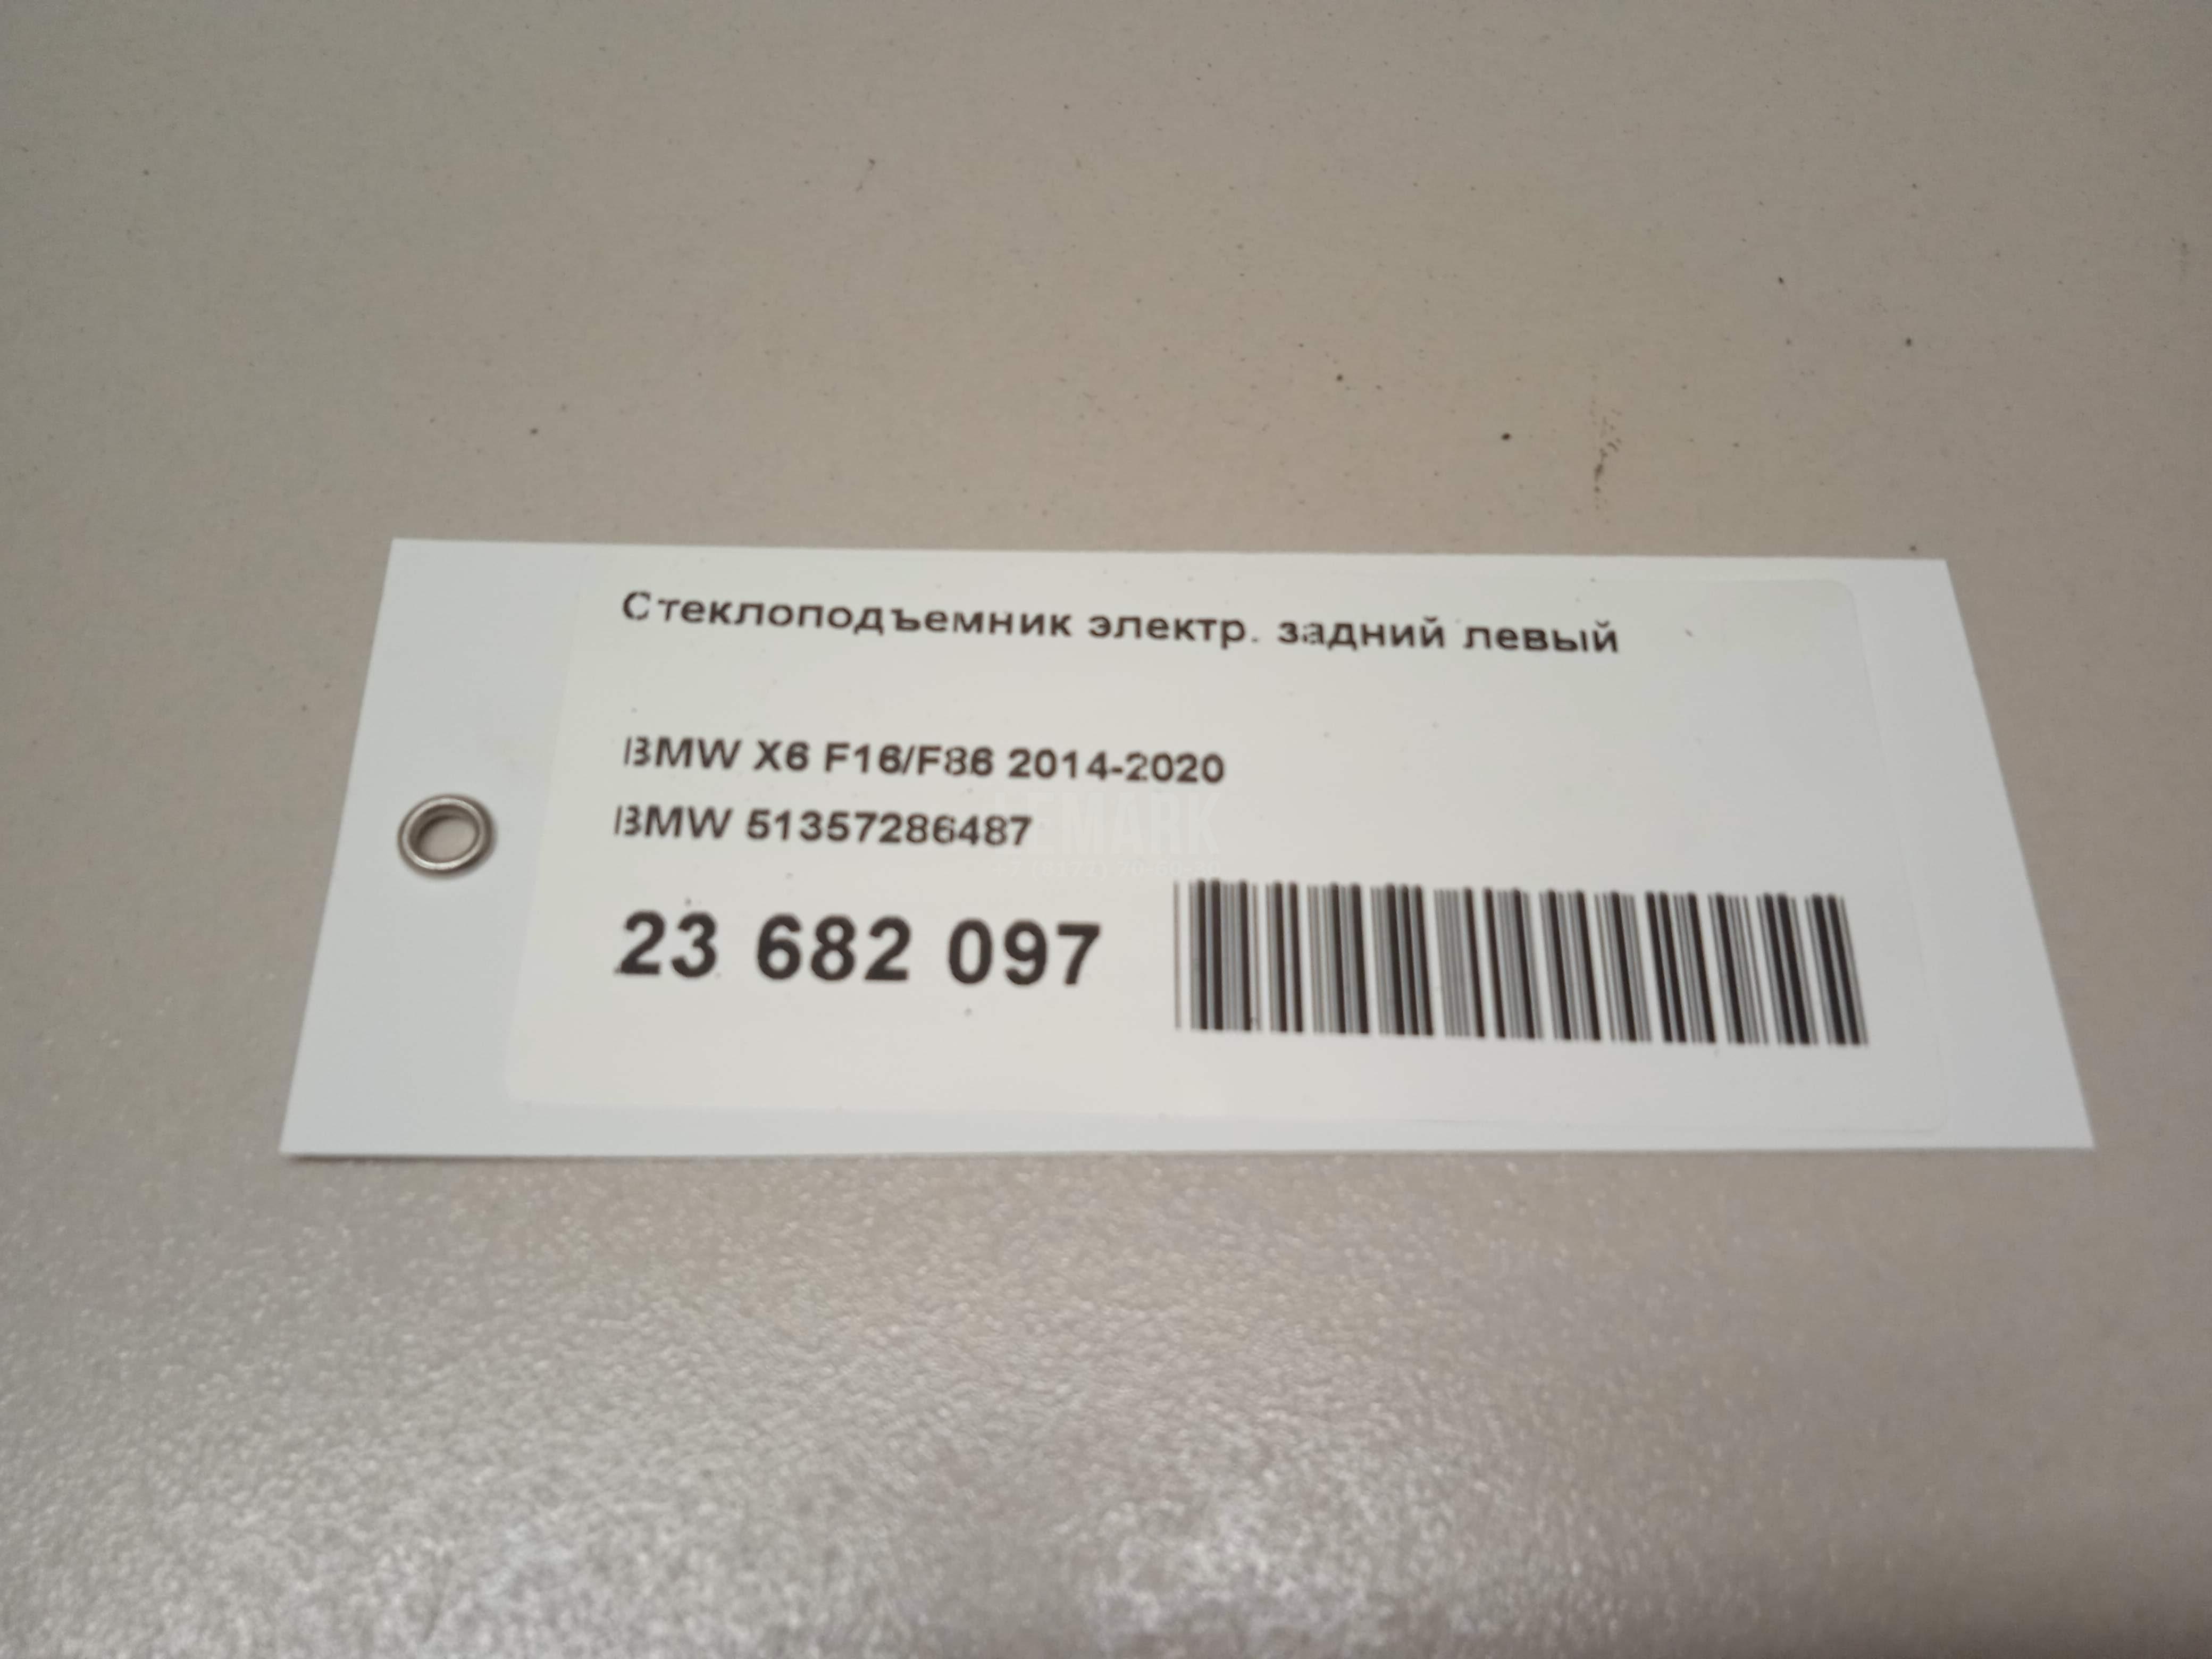 Стеклоподъемник электр. задний левый
BMW X6 F16/F86 2014-2020
BMW 51357286487
23 682 097